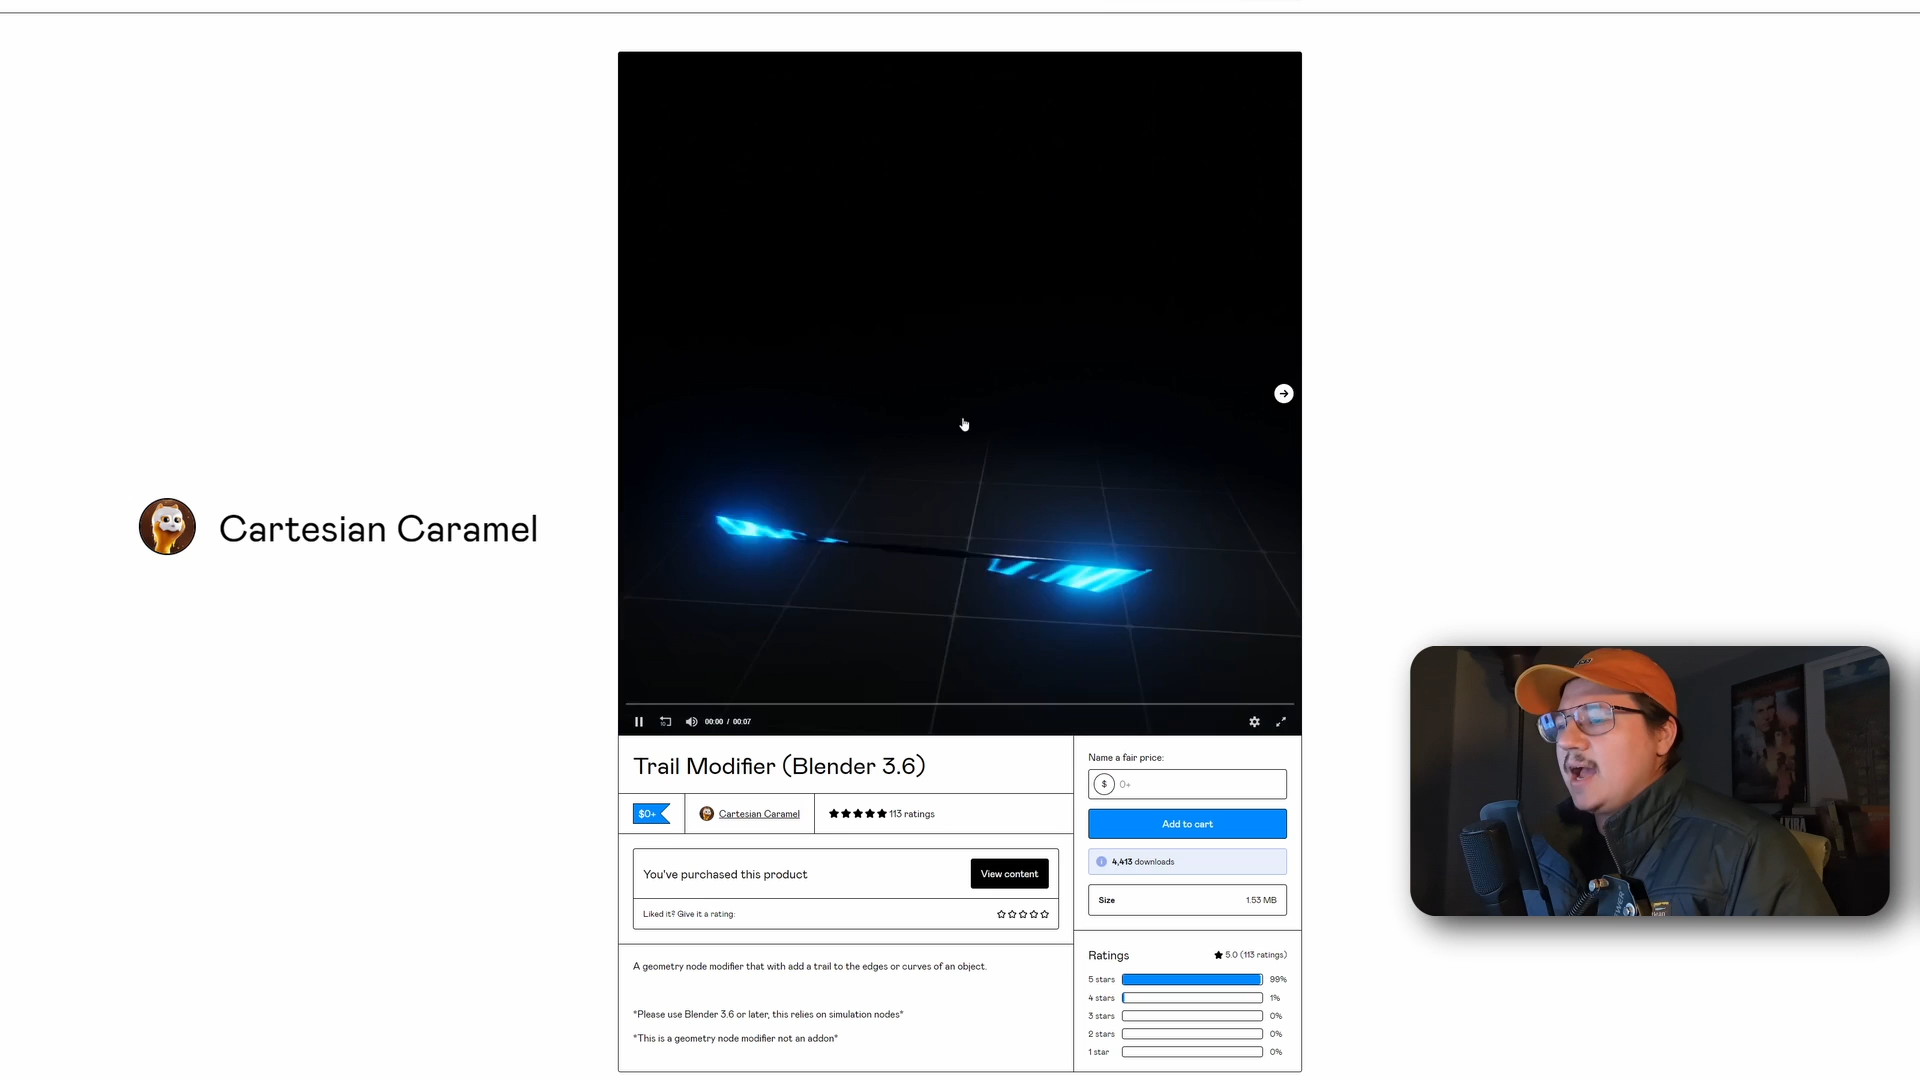 Cartesian Caramel
00:00 / 00:07
Trail Modifier (Blender 3.6)
$0+
Cartesian Caramel
113 ratings
You've purchased this product
View content
Liked it? Give it a rating:
A geometry node modifier that with add a trail to the edges or curves of an object.
*Please use Blender 3.6 or later, this relies on simulation nodes*
*This is a geometry node modifier not an addon*
Name a fair price:
$ 0+
Add to cart
4,413 downloads
Size 1.53 MB
Ratings 5.0 (113 ratings)
5 stars 99%
4 stars 1%
3 stars 0%
2 stars 0%
1 star 0%